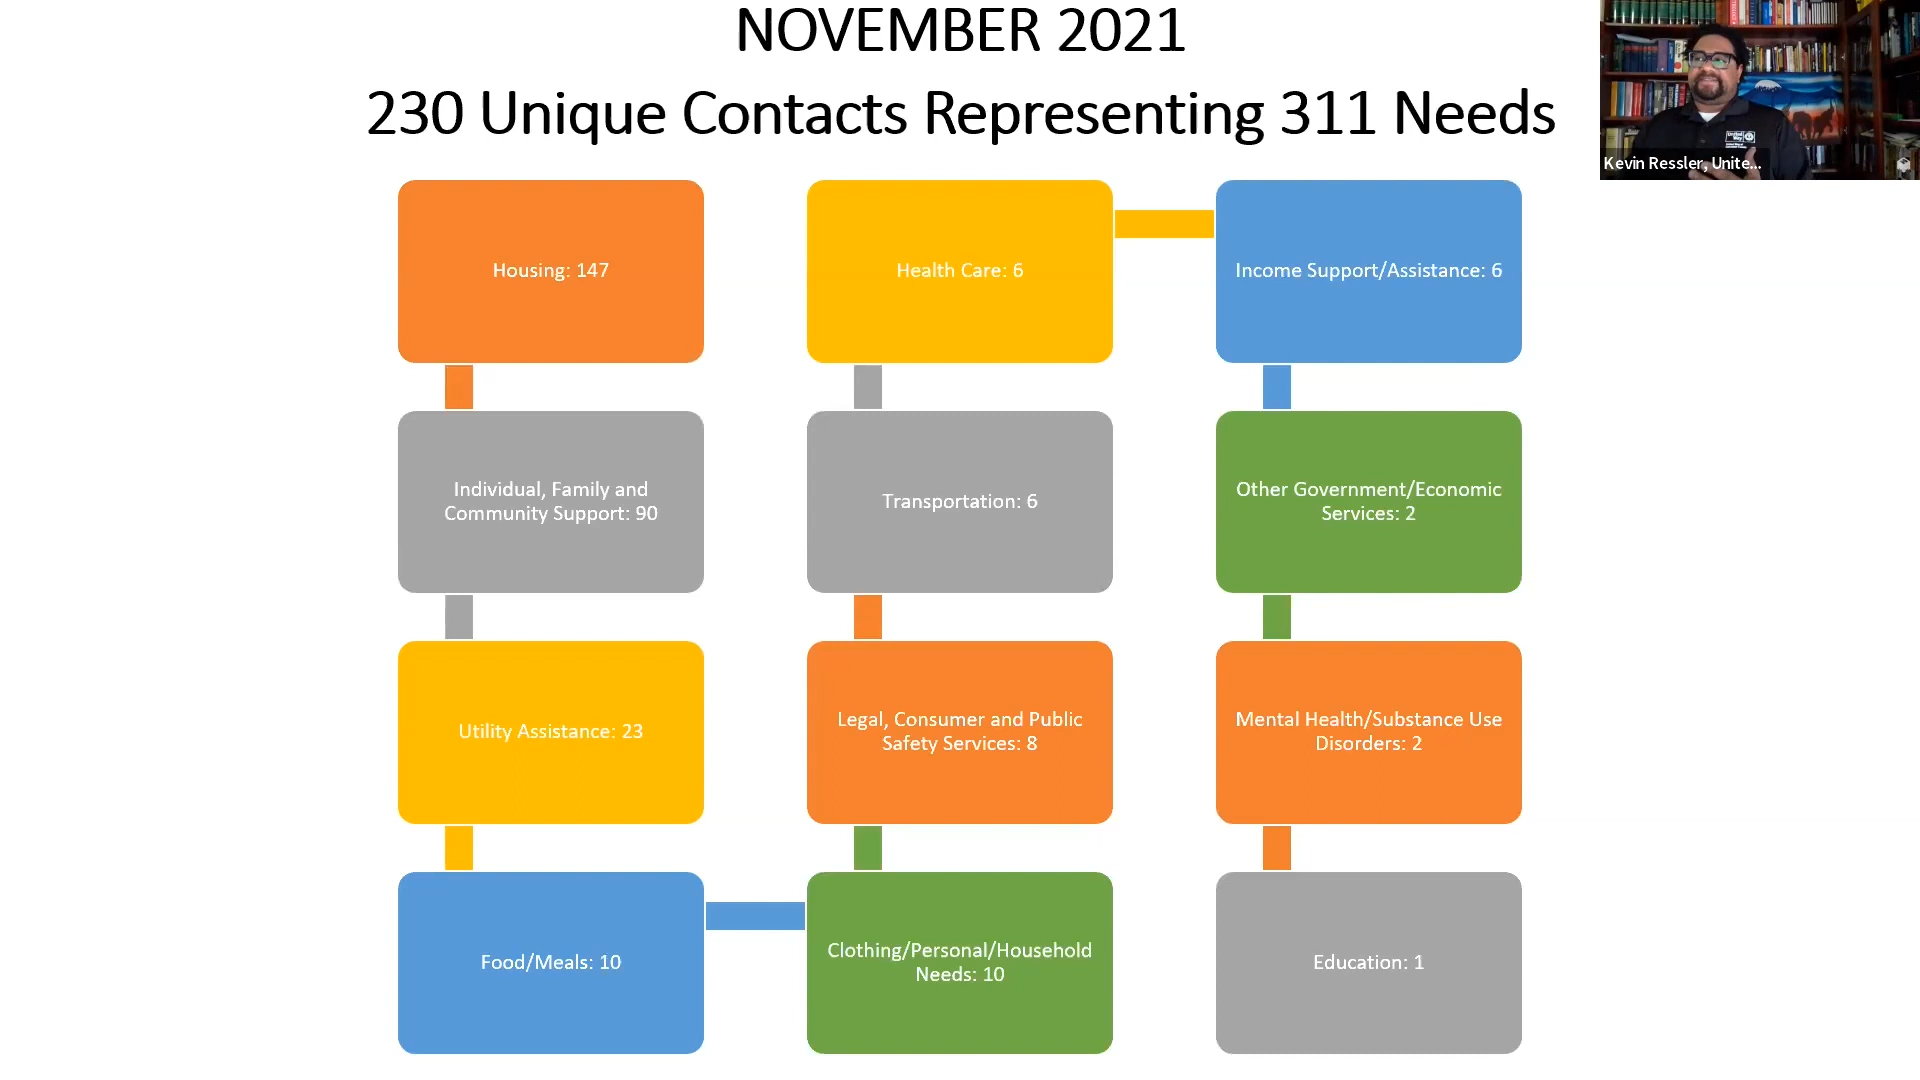 NOVEMBER 2021
230 Unique Contacts Representing 311 Needs
Housing: 147
Individual, Family and
Community Support: 90
Utility Assistance: 23
Food/Meals: 10
Clothing/Personal/Household
Needs: 10
Legal, Consumer and Public
Safety Services: 8
Transportation: 6
Health Care: 6
Income Support/Assistance: 6
Other Government/Economic
Services: 2
Mental Health/Substance Use
Disorders: 2
Education: 1
United
Way
Kevin Ressler, Unite...